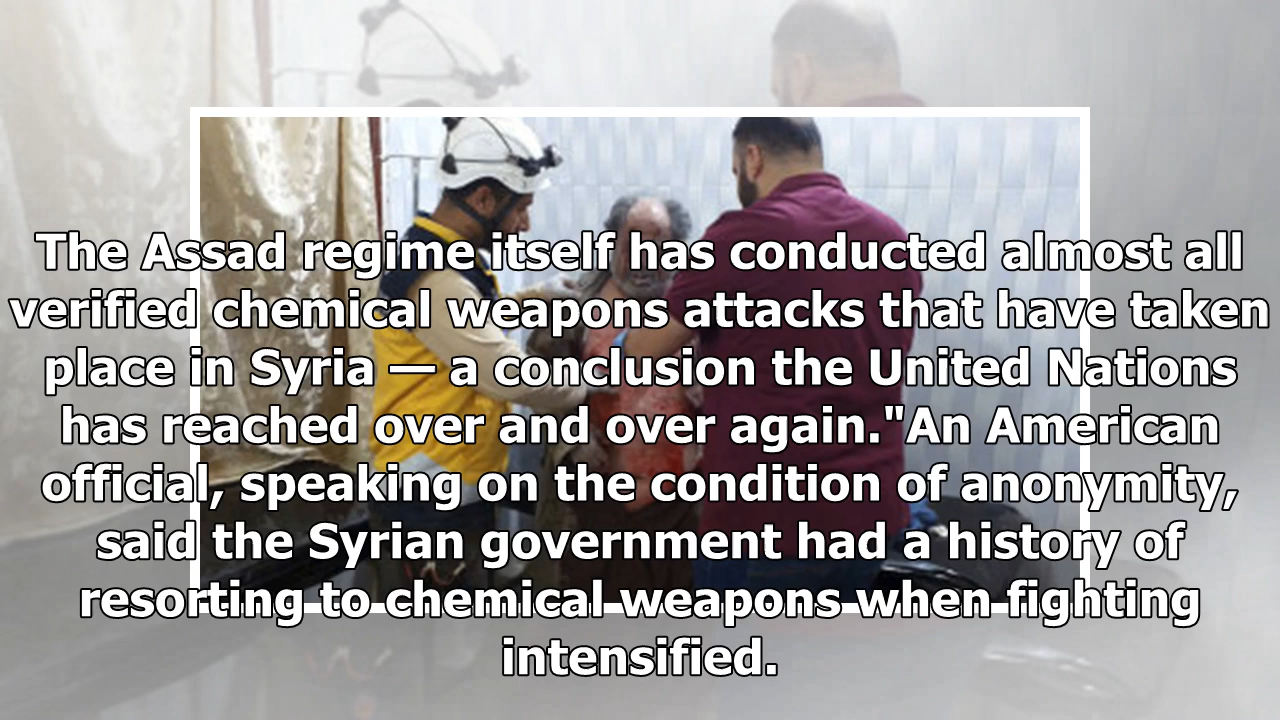 The Assad regime itself has conducted almost all
verified chemical weapons attacks that have taken
place in Syria — a conclusion the United Nations
has reached over and over again."An American
official, speaking on the condition of anonymity,
said the Syrian government had a history of
resorting to chemical weapons when fighting
intensified.